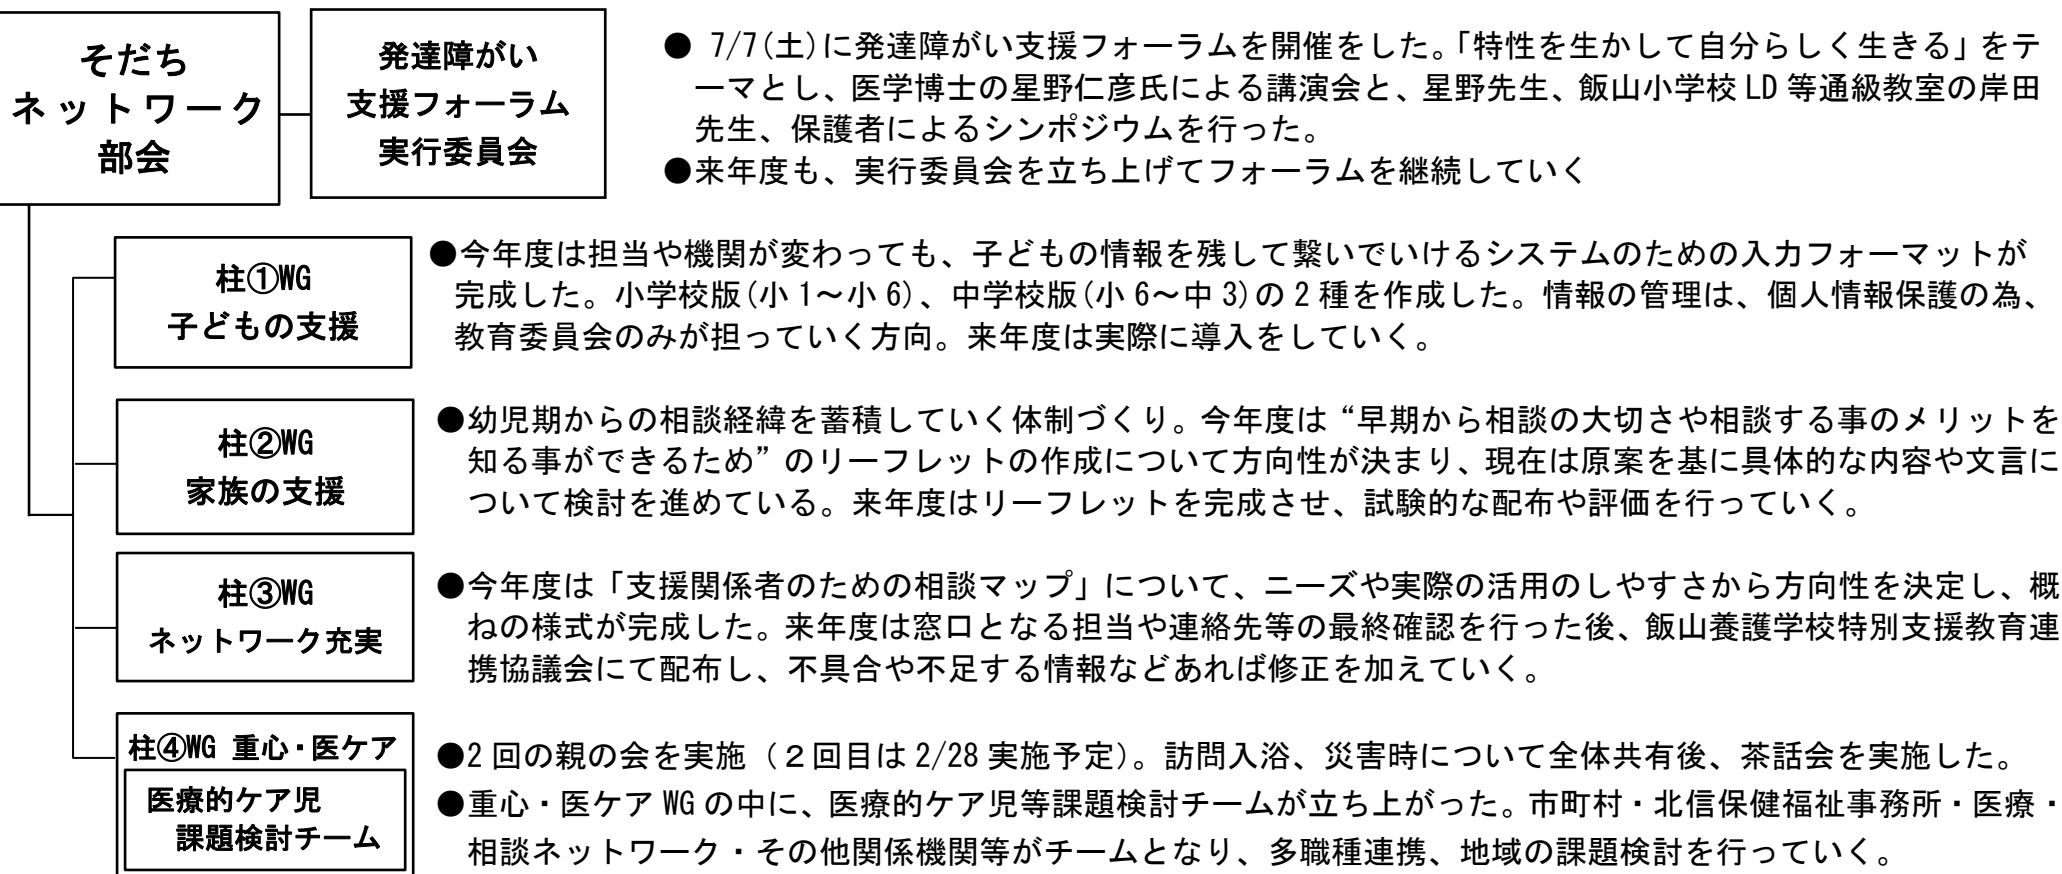 そだち
ネットワーク
部会
発達障がい
支援フォーラム
実行委員会
● 7/7(土)に発達障がい支援フォーラムを開催をした。「特性を生かして自分らしく生きる」をテ
ーマとし、医学博士の星野仁彦氏による講演会と、星野先生、飯山小学校 LD 等通級教室の岸田
先生、保護者によるシンポジウムを行った。
●来年度も、実行委員会を立ち上げてフォーラムを継続していく
柱①WG
子どもの支援
●今年度は担当や機関が変わっても、子どもの情報を残して繋いでいけるシステムのための入力フォーマットが
完成した。小学校版(小 1～小 6)、中学校版(小 6～中 3)の 2 種を作成した。情報の管理は、個人情報保護の為、
教育委員会のみが担っていく方向。来年度は実際に導入をしていく。
柱②WG
家族の支援
●幼児期からの相談経緯を蓄積していく体制づくり。今年度は“早期から相談の大切さや相談する事のメリットを
知る事ができるため”のリーフレットの作成について方向性が決まり、現在は原案を基に具体的な内容や文言に
ついて検討を進めている。来年度はリーフレットを完成させ、試験的な配布や評価を行っていく。
柱③WG
ネットワーク充実
●今年度は「支援関係者のための相談マップ」について、ニーズや実際の活用のしやすさから方向性を決定し、概
ねの様式が完成した。来年度は窓口となる担当や連絡先等の最終確認を行った後、飯山養護学校特別支援教育連
携協議会にて配布し、不具合や不足する情報などあれば修正を加えていく。
柱④WG 重心・医ケア
医療的ケア児
課題検討チーム
●2 回の親の会を実施（２回目は 2/28 実施予定）。訪問入浴、災害時について全体共有後、茶話会を実施した。
●重心・医ケア WG の中に、医療的ケア児等課題検討チームが立ち上がった。市町村・北信保健福祉事務所・医療・
相談ネットワーク・その他関係機関等がチームとなり、多職種連携、地域の課題検討を行っていく。